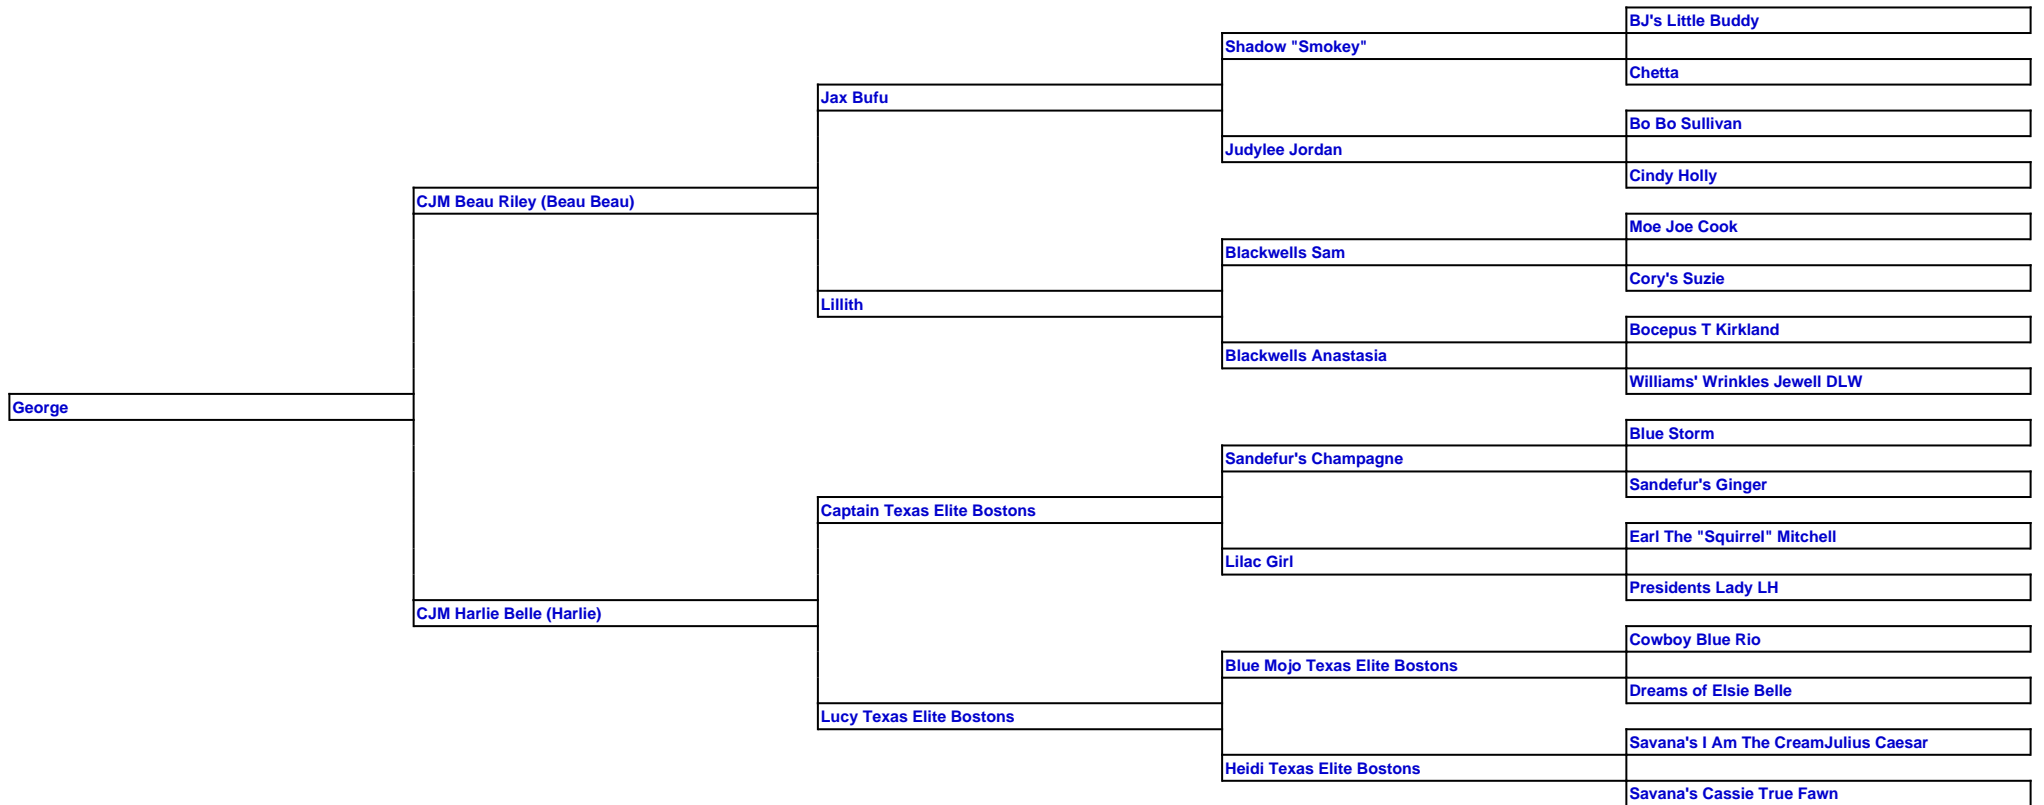 BJ's Little Buddy
Shadow "Smokey"
Chetta
Jax Bufu
Bo Bo Sullivan
Judylee Jordan
Cindy Holly
CJM Beau Riley (Beau Beau)
Moe Joe Cook
Blackwells Sam
Cory's Suzie
Lillith
Bocepus T Kirkland
Blackwells Anastasia
Williams' Wrinkles Jewell DLW
George
Blue Storm
Sandefur's Champagne
Sandefur's Ginger
Captain Texas Elite Bostons
Earl The "Squirrel" Mitchell
Lilac Girl
Presidents Lady LH
CJM Harlie Belle (Harlie)
Cowboy Blue Rio
Blue Mojo Texas Elite Bostons
Dreams of Elsie Belle
Lucy Texas Elite Bostons
Savana's I Am The CreamJulius Caesar
Heidi Texas Elite Bostons
Savana's Cassie True Fawn